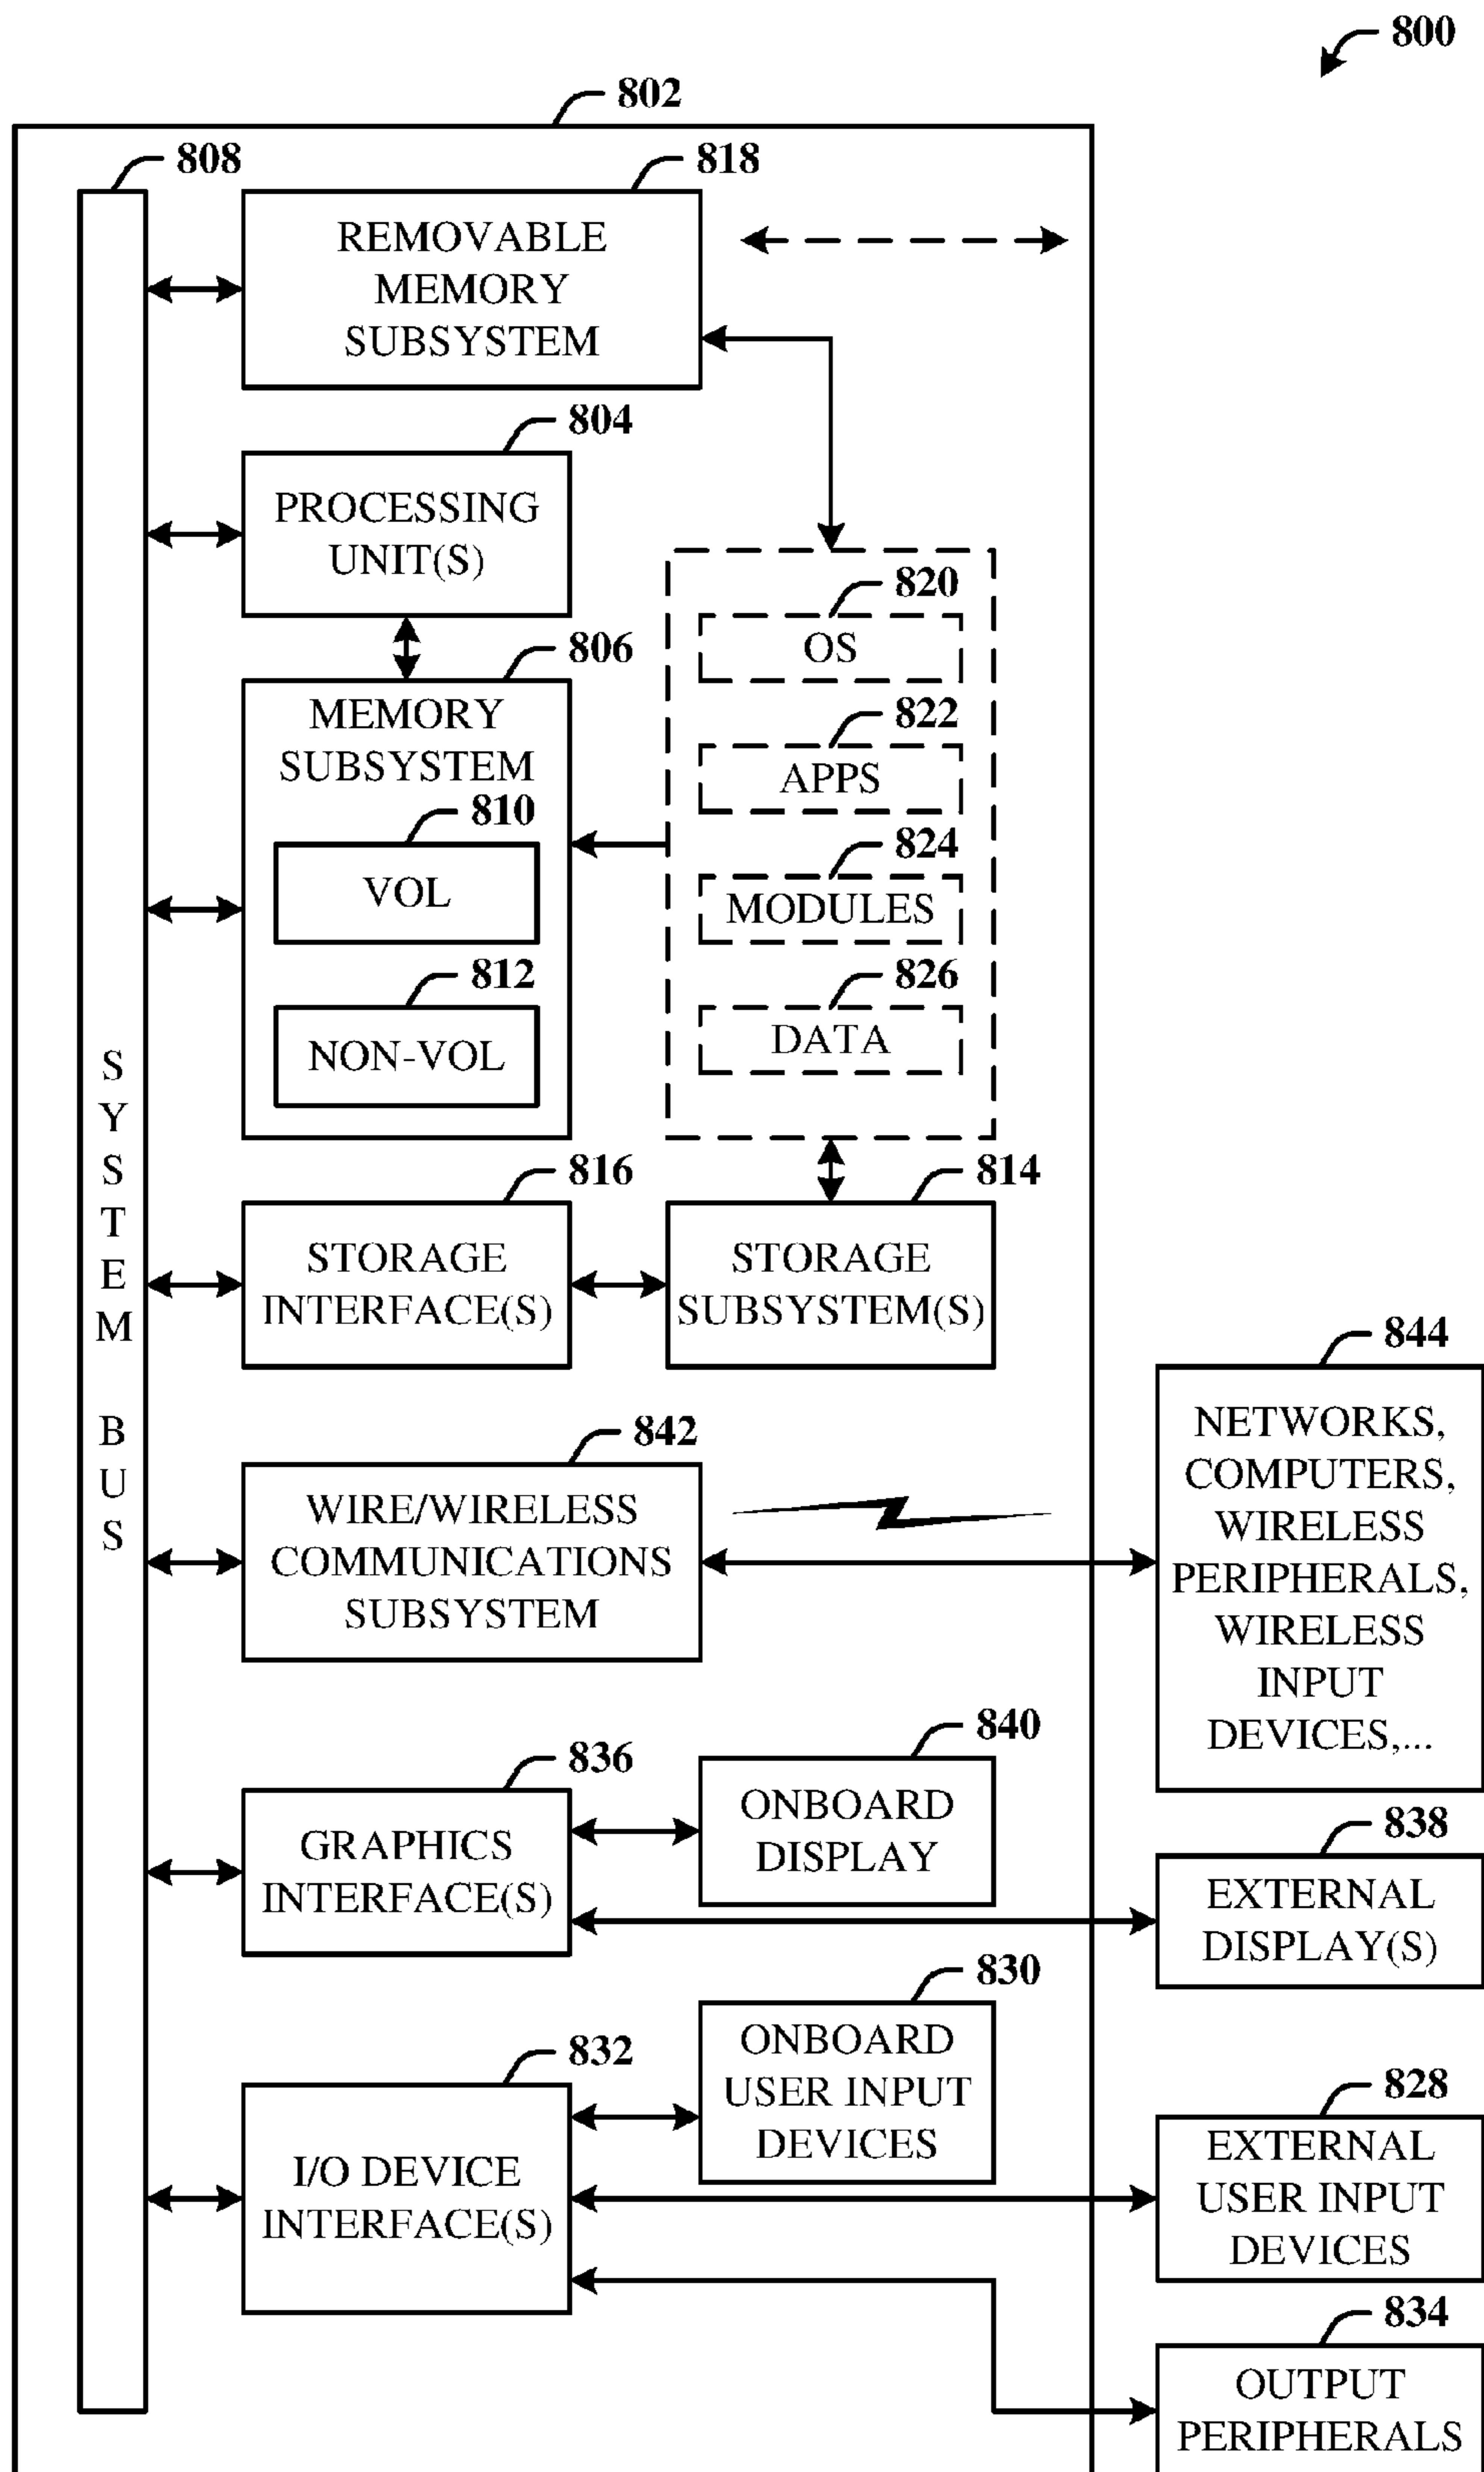 800
802
808
818
REMOVABLE
MEMORY
SUBSYSTEM
804
PROCESSING
UNIT(S)
806
MEMORY
SUBSYSTEM
810
VOL
812
NON-VOL
820
OS
822
APPS
824
MODULES
826
DATA
SYSTEM BUS
816
STORAGE
INTERFACE(S)
814
STORAGE
SUBSYSTEM(S)
842
WIRE/WIRELESS
COMMUNICATIONS
SUBSYSTEM
844
NETWORKS,
COMPUTERS,
WIRELESS
PERIPHERALS,
WIRELESS
INPUT
DEVICES,...
836
GRAPHICS
INTERFACE(S)
840
ONBOARD
DISPLAY
838
EXTERNAL
DISPLAY(S)
832
I/O DEVICE
INTERFACE(S)
830
ONBOARD
USER INPUT
DEVICES
828
EXTERNAL
USER INPUT
DEVICES
834
OUTPUT
PERIPHERALS